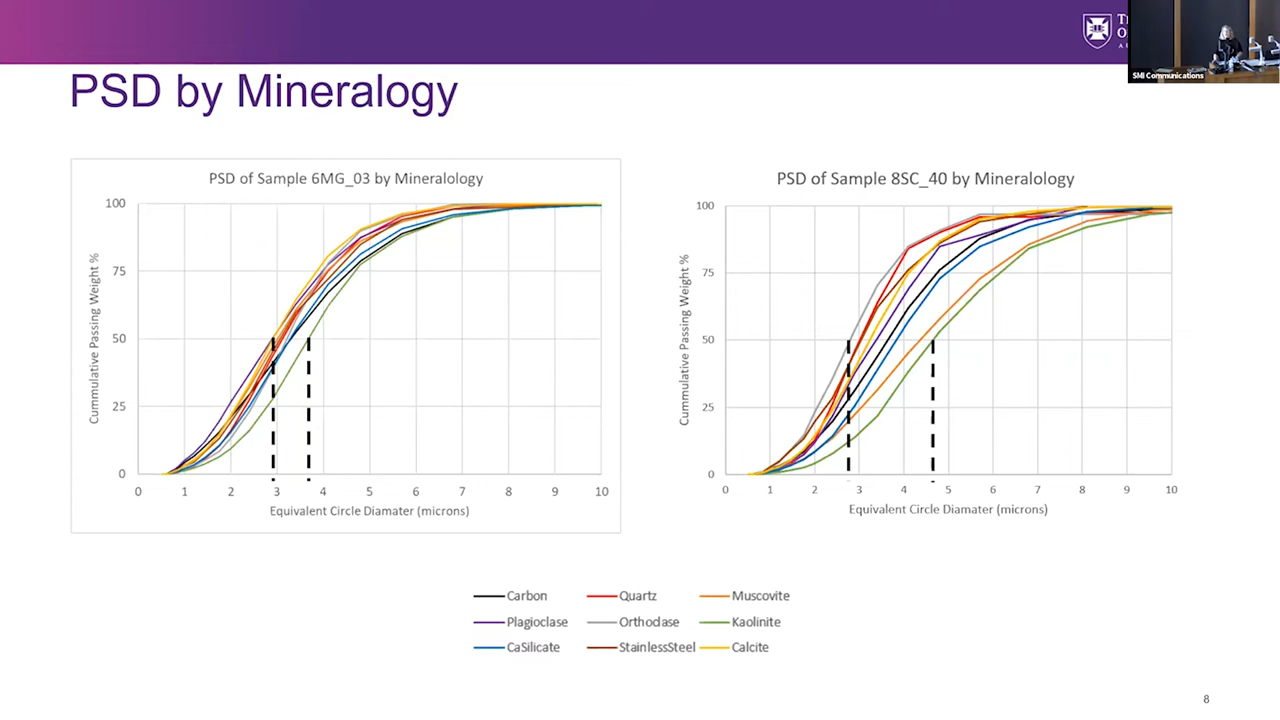 SMI Communications
PSD by Mineralogy
PSD of Sample 6MG_03 by Mineralology
100
75
50
25
0
Cummulative Passing Weight %
0 1 2 3 4 5 6 7 8 9 10
Equivalent Circle Diamater (microns)
PSD of Sample 8SC_40 by Mineralology
100
75
50
25
0
Cummulative Passing Weight %
0 1 2 3 4 5 6 7 8 9 10
Equivalent Circle Diamater (microns)
Carbon Quartz Muscovite
Plagioclase Orthoclase Kaolinite
CaSilicate StainlessSteel Calcite
8